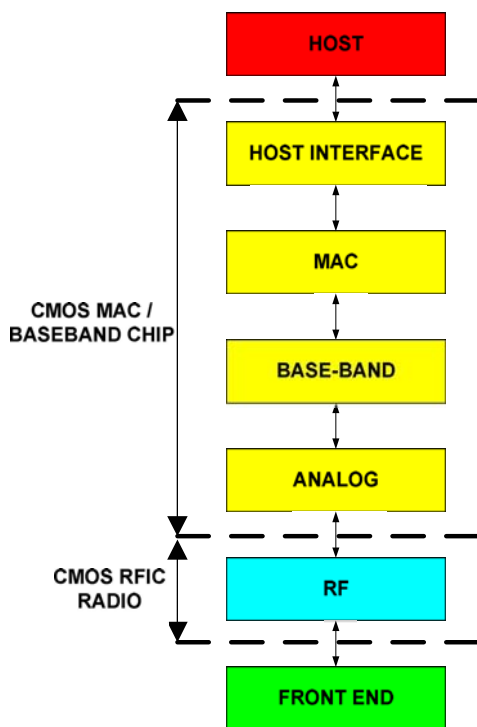 HOST
HOST INTERFACE
MAC
CMOS MAC /
BASEBAND CHIP
BASE-BAND
ANALOG
CMOS RFIC
RADIO
RF
FRONT END